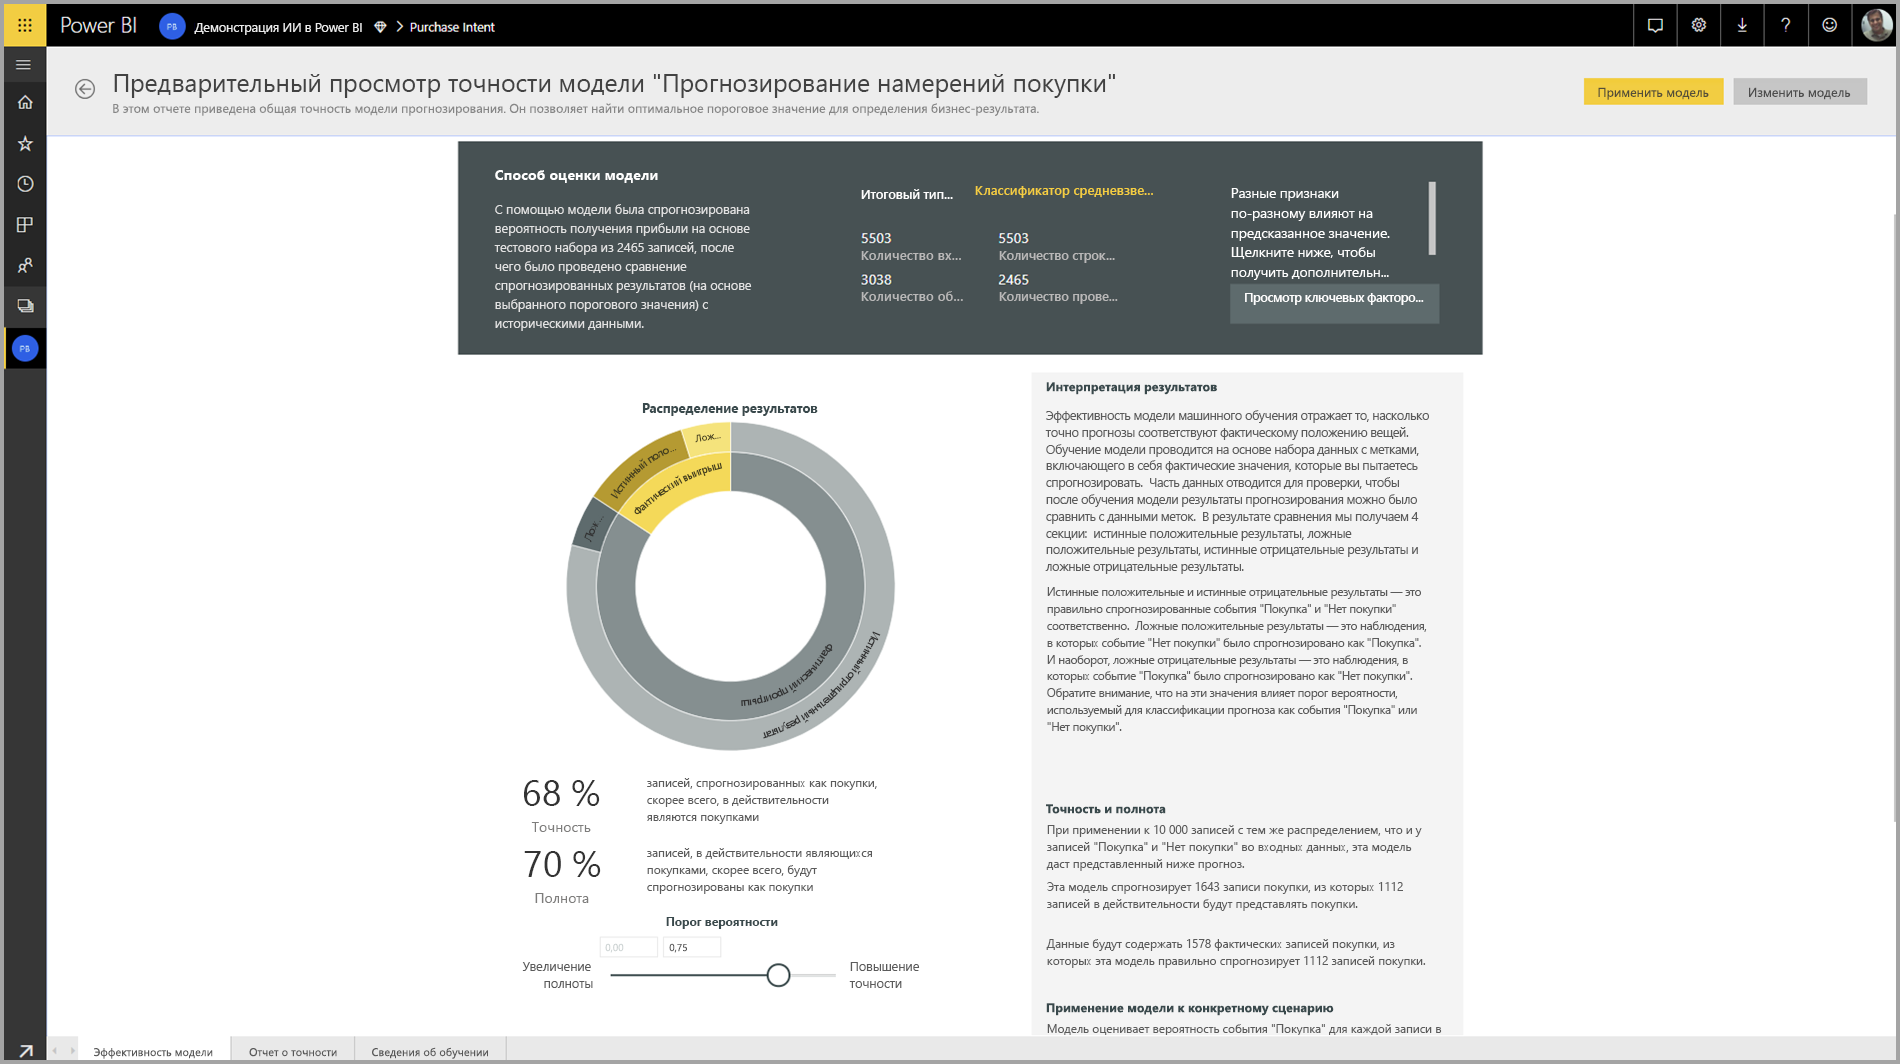 Power BI
PB
Демонстрация ИИ в Power BI
Purchase Intent
Предварительный просмотр точности модели "Прогнозирование намерений покупки"
В этом отчете приведена общая точность модели прогнозирования. Он позволяет найти оптимальное пороговое значение для определения бизнес-результата.
Применить модель
Изменить модель
PB
Способ оценки модели
С помощью модели была спрогнозирована
вероятность получения прибыли на основе
тестового набора из 2465 записей, после
чего было проведено сравнение
спрогнозированных результатов (на основе
выбранного порогового значения) с
историческими данными.
Итоговый тип...
Классификатор средневзве...
5503
Количество вх...
5503
Количество строк...
3038
Количество об...
2465
Количество прове...
Разные признаки
по-разному влияют на
предсказанное значение.
Щелкните ниже, чтобы
получить дополнительн...
Просмотр ключевых факторо...
Распределение результатов
Лож...
Истинный поло...
Фактический выигрыш
Лож...
Фактический проигрыш
Истинный отрицательный результат
68 %
Точность
записей, спрогнозированных как покупки,
скорее всего, в действительности
являются покупками
70 %
Полнота
записей, в действительности являющихся
покупками, скорее всего, будут
спрогнозированы как покупки
Порог вероятности
0,00
0,75
Увеличение
полноты
Повышение
точности
Интерпретация результатов
Эффективность модели машинного обучения отражает то, насколько
точно прогнозы соответствуют фактическому положению вещей.
Обучение модели проводится на основе набора данных с метками,
включающего в себя фактические значения, которые вы пытаетесь
спрогнозировать. Часть данных отводится для проверки, чтобы
после обучения модели результаты прогнозирования можно было
сравнить с данными меток. В результате сравнения мы получаем 4
секции: истинные положительные результаты, ложные
положительные результаты, истинные отрицательные результаты и
ложные отрицательные результаты.
Истинные положительные и истинные отрицательные результаты — это
правильно спрогнозированные события "Покупка" и "Нет покупки"
соответственно. Ложные положительные результаты — это наблюдения,
в которых событие "Нет покупки" было спрогнозировано как "Покупка".
И наоборот, ложные отрицательные результаты — это наблюдения, в
которых событие "Покупка" было спрогнозировано как "Нет покупки".
Обратите внимание, что на эти значения влияет порог вероятности,
используемый для классификации прогноза как события "Покупка" или
"Нет покупки".
Точность и полнота
При применении к 10 000 записей с тем же распределением, что и у
записей "Покупка" и "Нет покупки" во входных данных, эта модель
даст представленный ниже прогноз.
Эта модель спрогнозирует 1643 записи покупки, из которых 1112
записей в действительности будут представлять покупки.
Данные будут содержать 1578 фактических записей покупки, из
которых эта модель правильно спрогнозирует 1112 записей покупки.
Применение модели к конкретному сценарию
Модель оценивает вероятность события "Покупка" для каждой записи в
Эффективность модели
Отчет о точности
Сведения об обучении